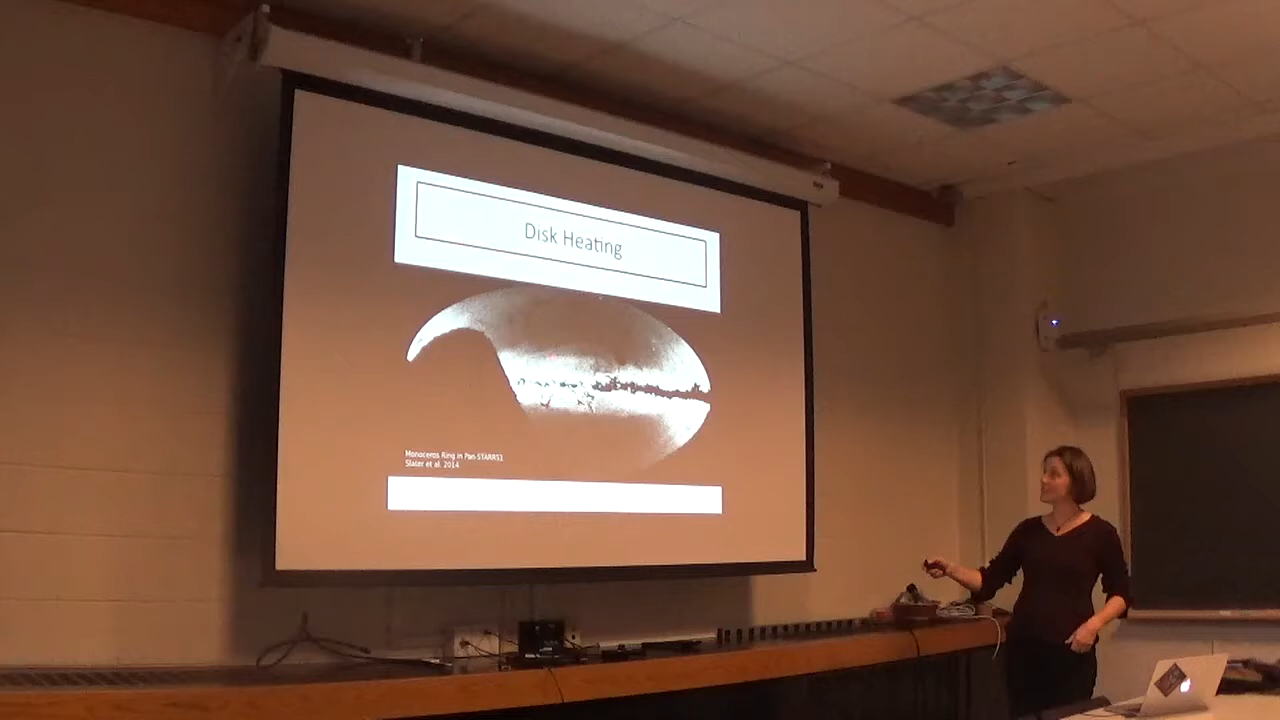 Disk Heating
Monoceros Ring in Pan-STARRS1
Slater et al. 2014